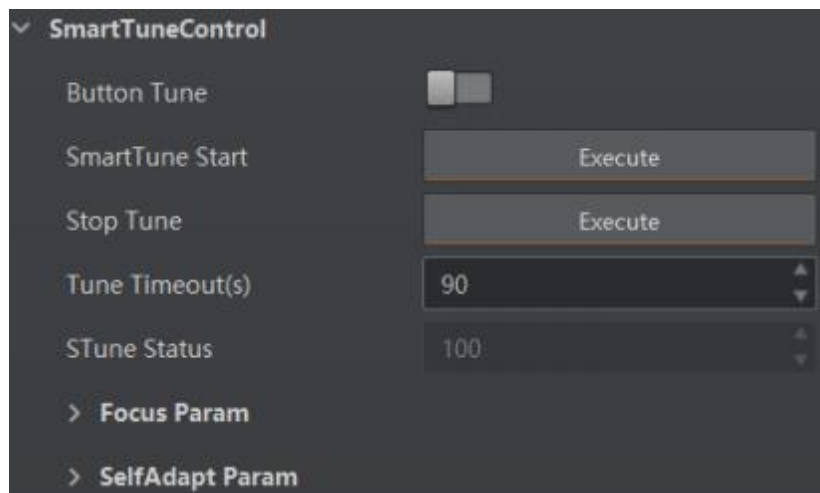 SmartTuneControl
Button Tune
SmartTune Start Execute
Stop Tune Execute
Tune Timeout(s) 90
STune Status 100
Focus Param
SelfAdapt Param